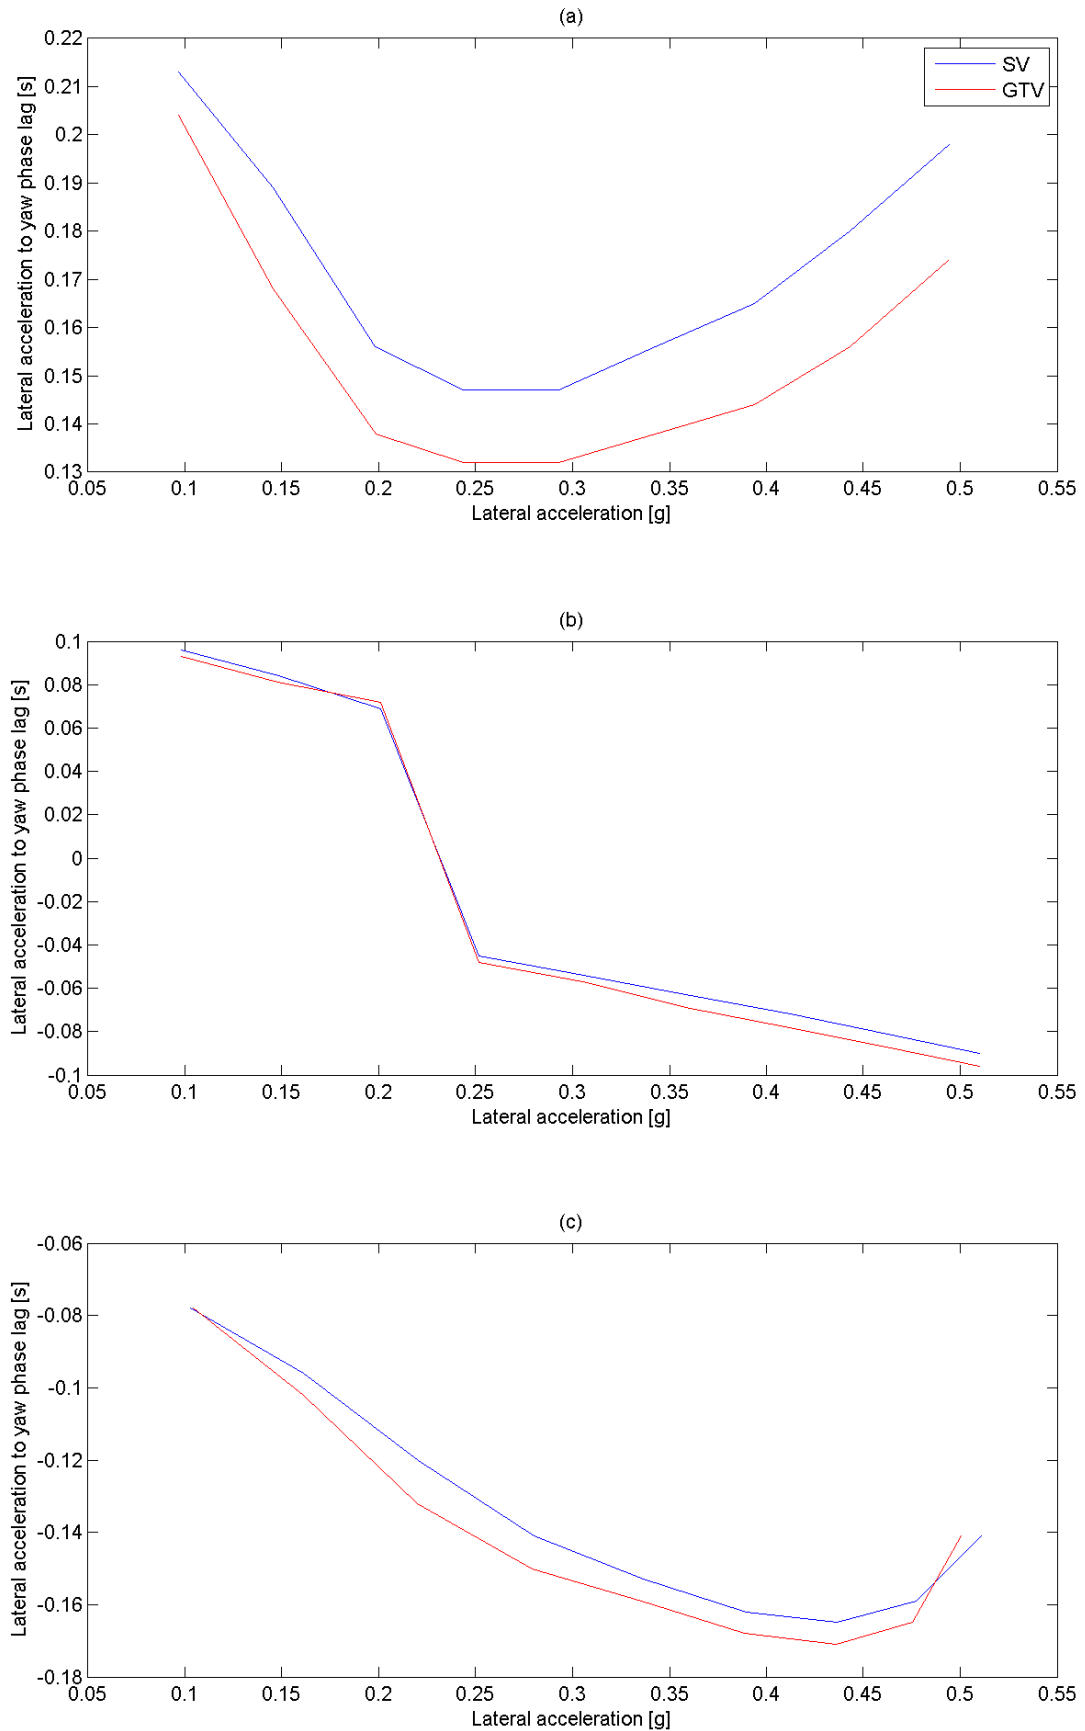 (a)
Lateral acceleration to yaw phase lag [s]
0.22
0.21
0.2
0.19
0.18
0.17
0.16
0.15
0.14
0.13
SV
GTV
0.05 0.1 0.15 0.2 0.25 0.3 0.35 0.4 0.45 0.5 0.55
Lateral acceleration [g]
(b)
Lateral acceleration to yaw phase lag [s]
0.1
0.08
0.06
0.04
0.02
0
-0.02
-0.04
-0.06
-0.08
-0.1
0.05 0.1 0.15 0.2 0.25 0.3 0.35 0.4 0.45 0.5 0.55
Lateral acceleration [g]
(c)
Lateral acceleration to yaw phase lag [s]
-0.06
-0.08
-0.1
-0.12
-0.14
-0.16
-0.18
0.05 0.1 0.15 0.2 0.25 0.3 0.35 0.4 0.45 0.5 0.55
Lateral acceleration [g]